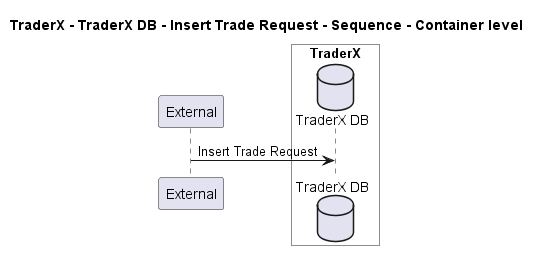 TraderX - TraderX DB - Insert Trade Request - Sequence - Container level
TraderX
External
TraderX DB
Insert Trade Request
External
TraderX DB